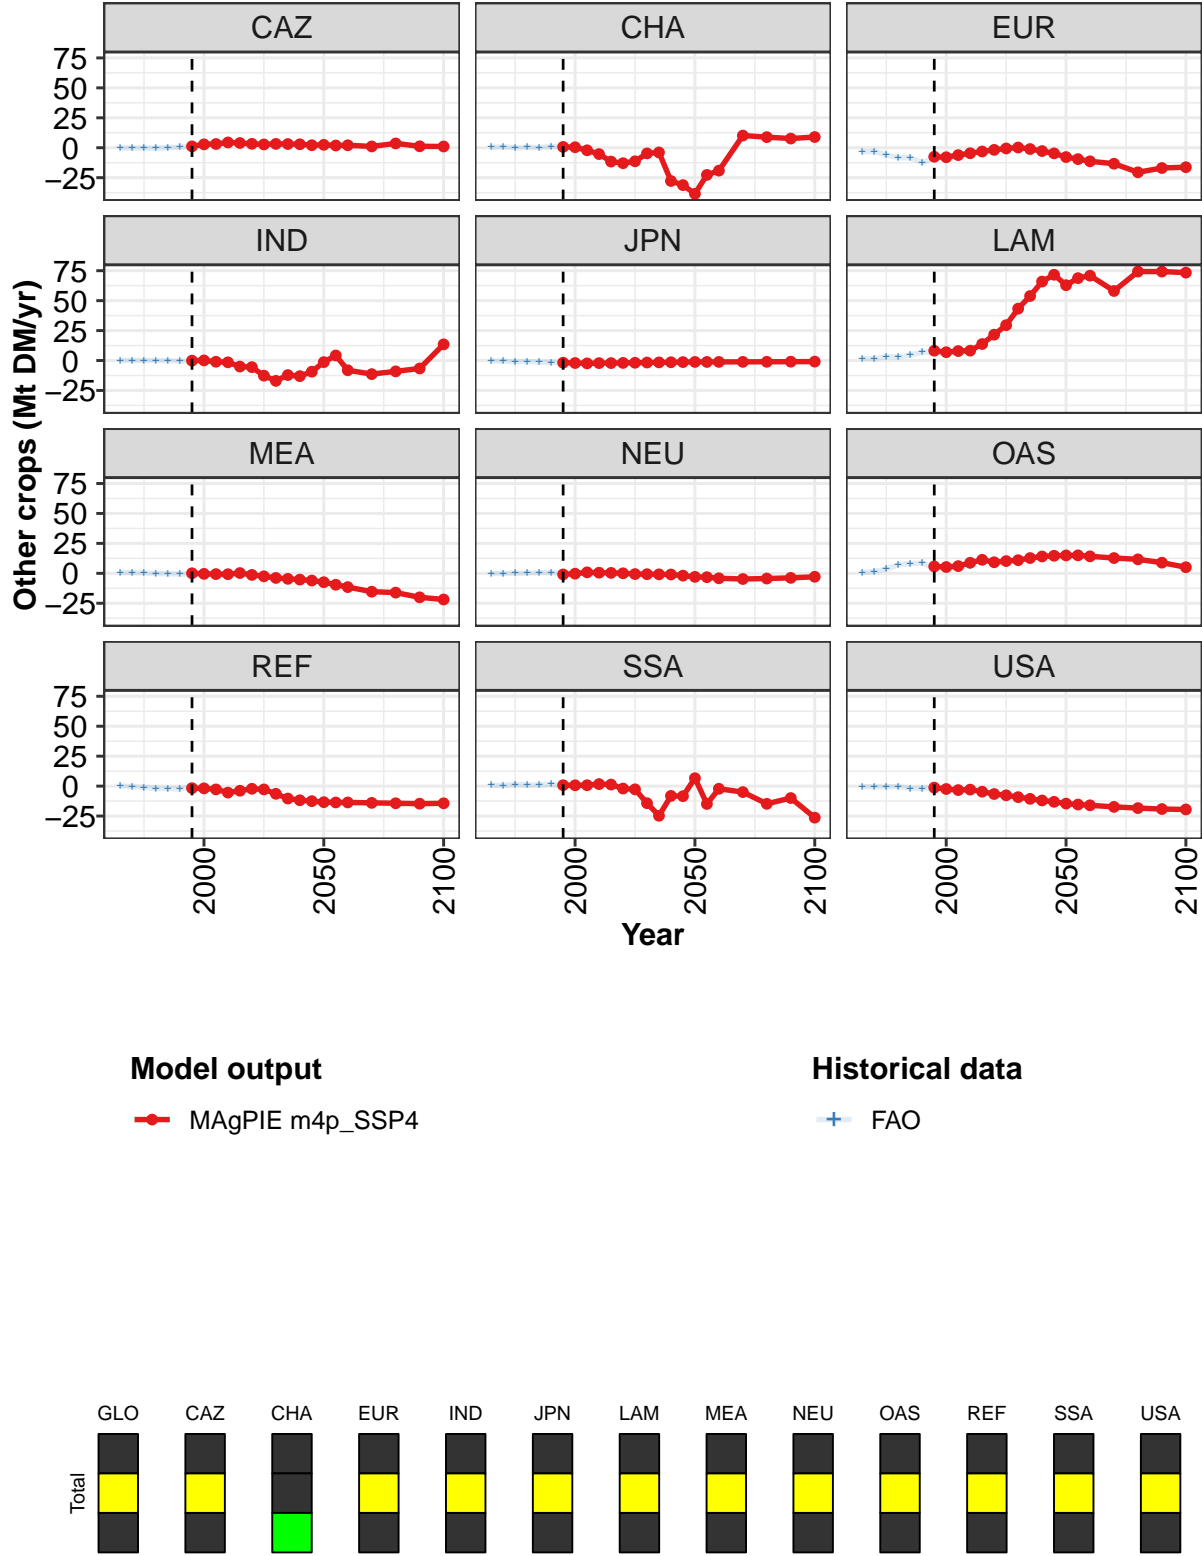 CAZ CHA EUR
75
50
25
0
−25
IND JPN LAM
75
50
25
0
−25
MEA NEU OAS
75
50
25
0
−25
REF SSA USA
75
50
25
0
−25
Other crops (Mt DM/yr)
2000 2050 2100 2000 2050 2100 2000 2050 2100
Year
Model output Historical data
MAgPIE m4p_SSP4 FAO
GLO CAZ CHA EUR IND JPN LAM MEA NEU OAS REF SSA USA
Total